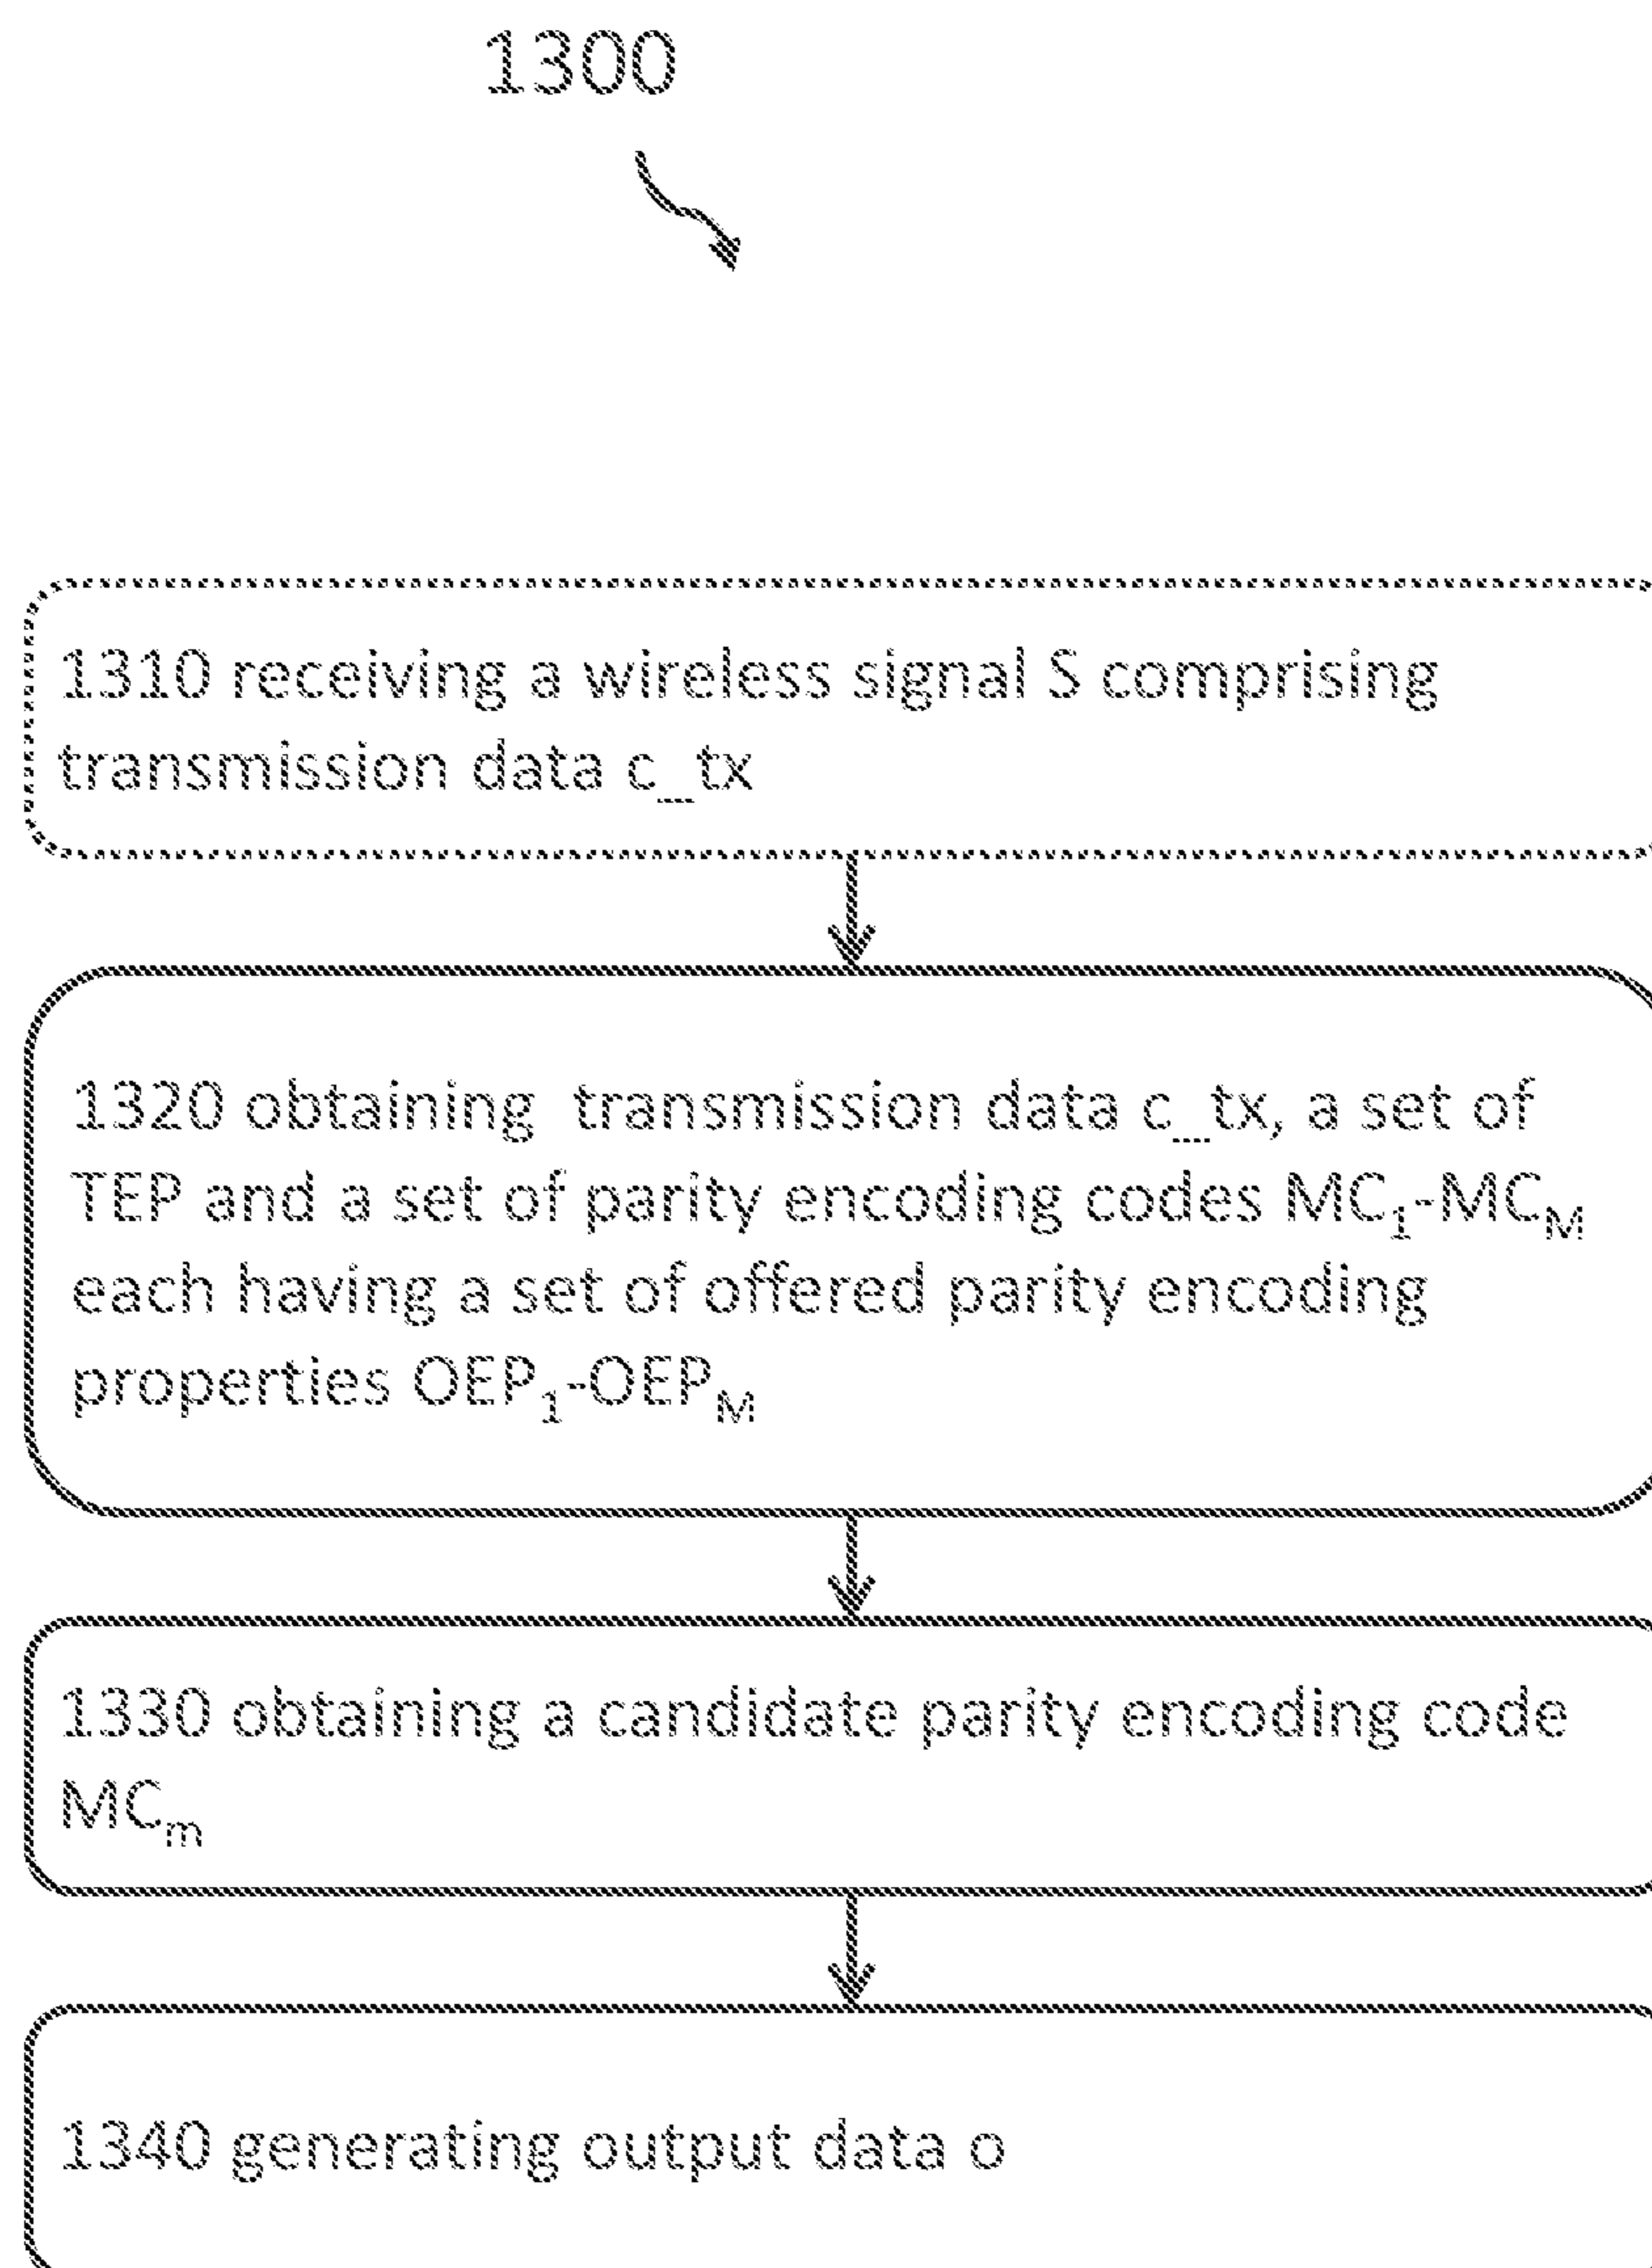 1300
1310 receiving a wireless signal S comprising
transmission data c_tx
1320 obtaining transmission data c_tx, a set of
TEP and a set of parity encoding codes MC₁-MC_M
each having a set of offered parity encoding
properties OEP₁-OEP_M
1330 obtaining a candidate parity encoding code
MCₘ
1340 generating output data o